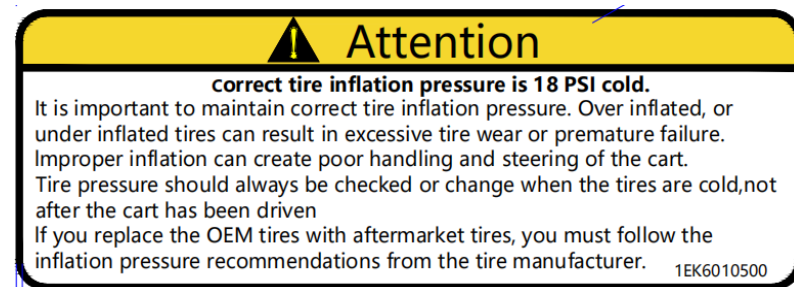 Attention
Correct tire inflation pressure is 18 PSI cold.
It is important to maintain correct tire inflation pressure. Over inflated, or
under inflated tires can result in excessive tire wear or premature failure.
Improper inflation can create poor handling and steering of the cart.
Tire pressure should always be checked or change when the tires are cold,not
after the cart has been driven
If you replace the OEM tires with aftermarket tires, you must follow the
inflation pressure recommendations from the tire manufacturer.
1EK6010500